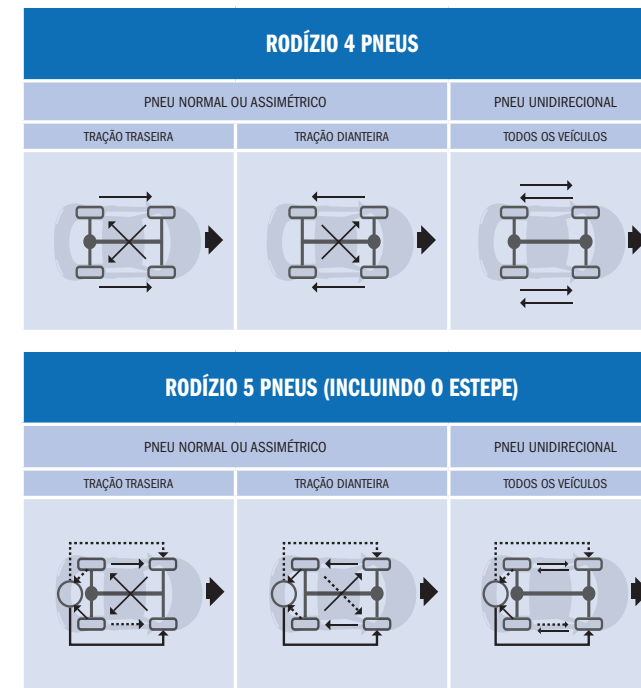 RODÍZIO 4 PNEUS
PNEU NORMAL OU ASSIMÉTRICO PNEU UNIDIRECIONAL
TRAÇÃO TRASEIRA TRAÇÃO DIANTEIRA TODOS OS VEÍCULOS
RODÍZIO 5 PNEUS (INCLUINDO O ESTEPE)
PNEU NORMAL OU ASSIMÉTRICO PNEU UNIDIRECIONAL
TRAÇÃO TRASEIRA TRAÇÃO DIANTEIRA TODOS OS VEÍCULOS